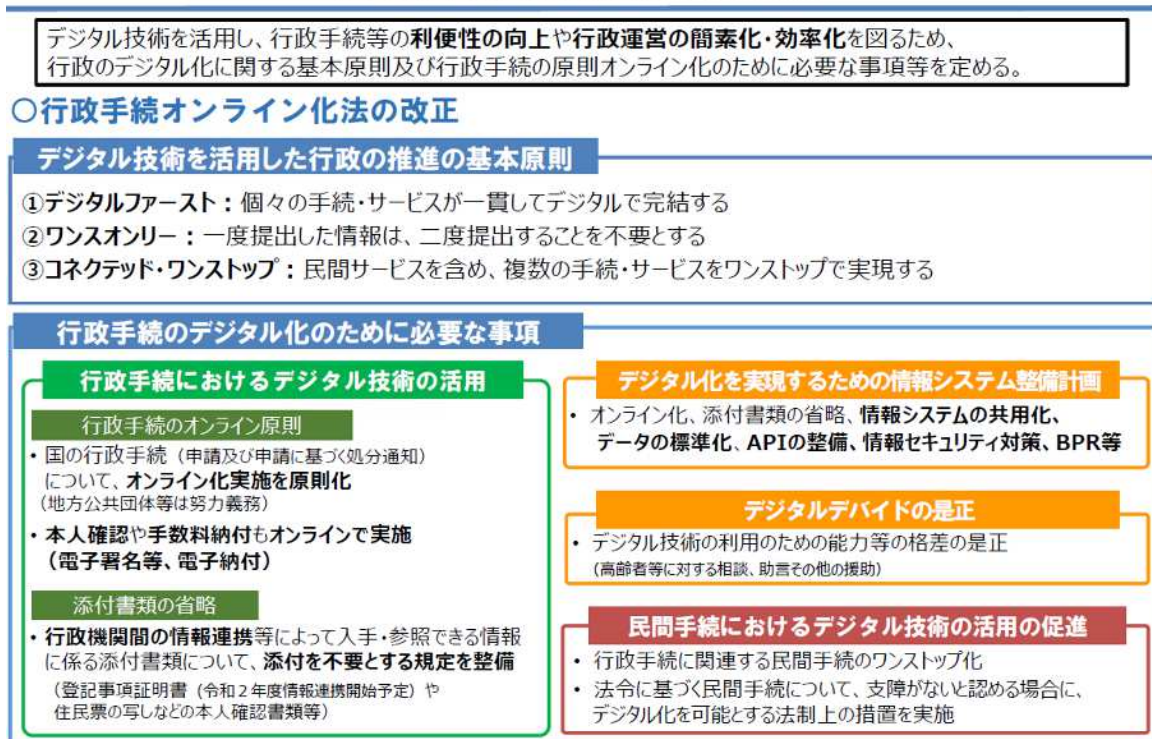 デジタル技術を活用し、行政手続等の利便性の向上や行政運営の簡素化・効率化を図るため、
行政のデジタル化に関する基本原則及び行政手続の原則オンライン化のために必要な事項等を定める。
○行政手続オンライン化法の改正
デジタル技術を活用した行政の推進の基本原則
①デジタルファースト：個々の手続・サービスが一貫してデジタルで完結する
②ワンスオンリー：一度提出した情報は、二度提出することを不要とする
③コネクテッド・ワンストップ：民間サービスを含め、複数の手続・サービスをワンストップで実現する
行政手続のデジタル化のために必要な事項
行政手続におけるデジタル技術の活用
行政手続のオンライン原則
・国の行政手続（申請及び申請に基づく処分通知）
について、オンライン化実施を原則化
（地方公共団体等は努力義務）
・本人確認や手数料納付もオンラインで実施
（電子署名等、電子納付）
添付書類の省略
・行政機関間の情報連携等によって入手・参照できる情報
に係る添付書類について、添付を不要とする規定を整備
（登記事項証明書（令和２年度情報連携開始予定）や
住民票の写しなどの本人確認書類等）
デジタル化を実現するための情報システム整備計画
・オンライン化、添付書類の省略、情報システムの共用化、
データの標準化、APIの整備、情報セキュリティ対策、BPR等
デジタルデバイドの是正
・デジタル技術の利用のための能力等の格差の是正
（高齢者等に対する相談、助言その他の援助）
民間手続におけるデジタル技術の活用の促進
・行政手続に関連する民間手続のワンストップ化
・法令に基づく民間手続について、支障がないと認める場合に、
デジタル化を可能とする法制上の措置を実施